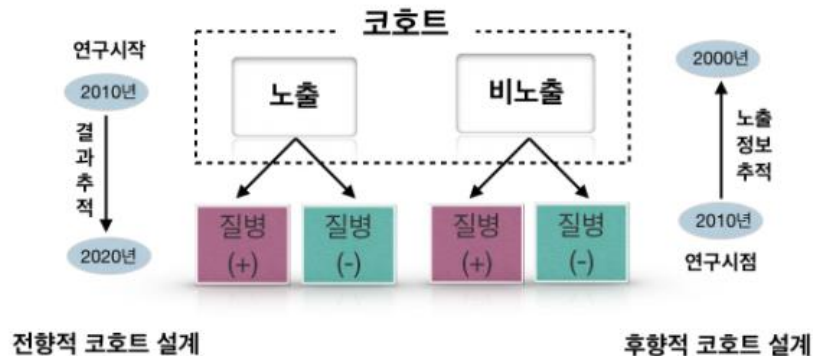 코호트
연구시작
2010년
결과추적
2020년
노출
비노출
질병
(+)
질병
(-)
질병
(+)
질병
(-)
2000년
노출
정보
추적
2010년
연구시점
전향적 코호트 설계
후향적 코호트 설계